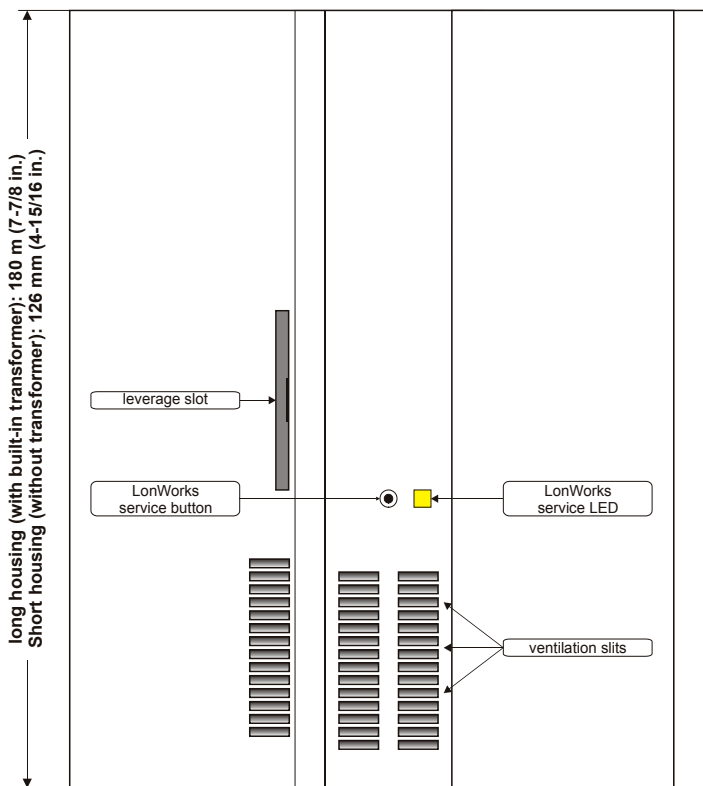 long housing (with built-in transformer): 180 m (7-7/8 in.)
Short housing (without transformer): 126 mm (4-15/16 in.)
leverage slot
LonWorks
service button
LonWorks
service LED
ventilation slits